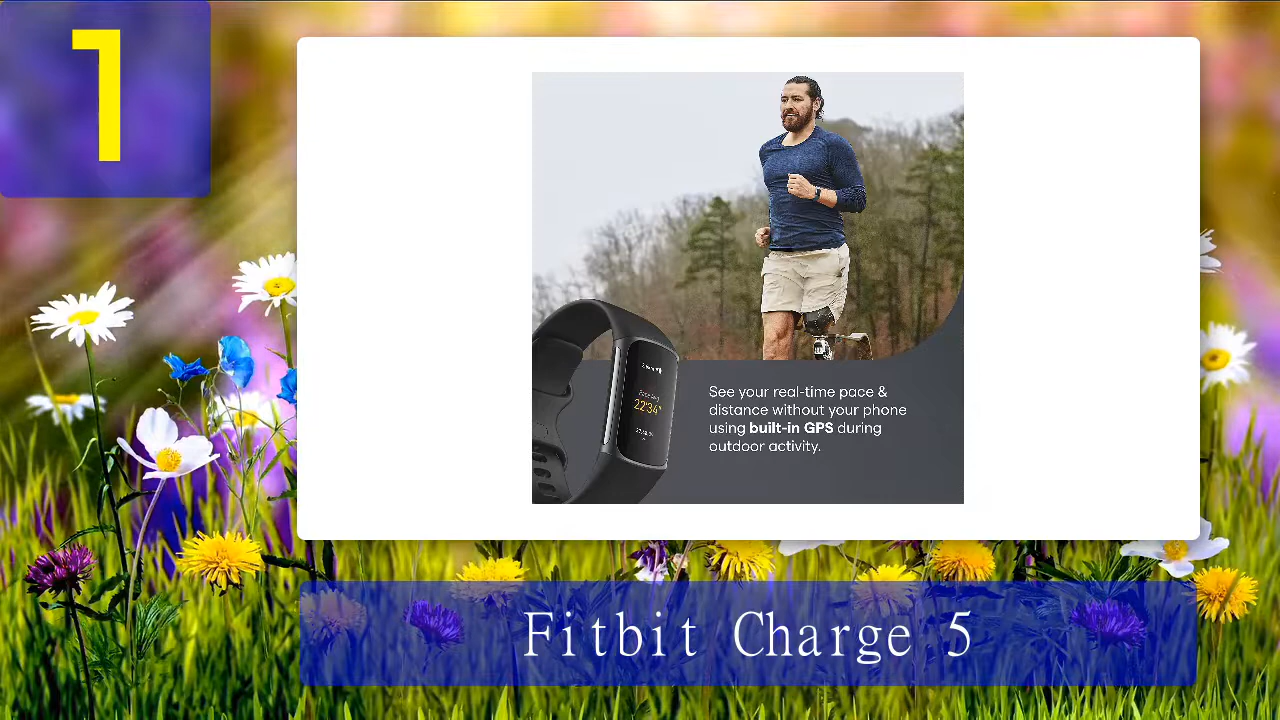 1
See your real-time pace &
distance without your phone
using built-in GPS during
outdoor activity.
22'34"
Fitbit Charge 5